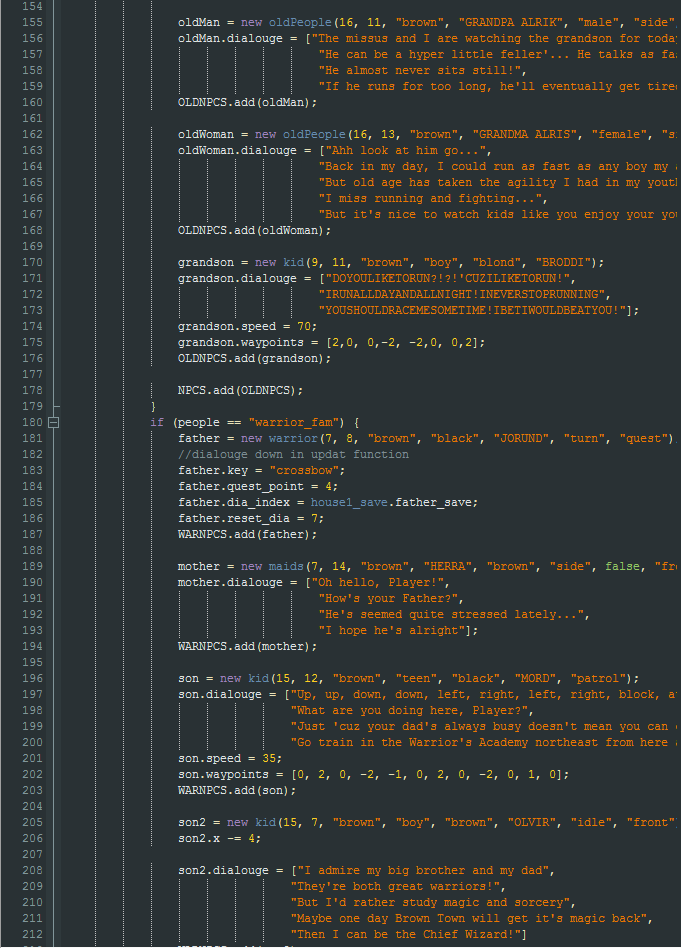 154
155 oldMan = new oldPeople(16, 11, "brown", "GRANDPA ALRIK", "male", "side"
156 oldMan.dialouge = ["The missus and I are watching the grandson for toda
157 "He can be a hyper little feller'... He talks as fa
158 "He almost never sits still!",
159 "If he runs for too long, he'll eventually get tire
160 OLDNPCS.add(oldMan);
161
162 oldWoman = new oldPeople(16, 13, "brown", "GRANDMA ALRIS", "female", "s
163 oldWoman.dialouge = ["Ahh look at him go...",
164 "Back in my day, I could run as fast as any boy my
165 "But old age has taken the agility I had in my yout
166 "I miss running and fighting...",
167 "But it's nice to watch kids like you enjoy your yo
168 OLDNPCS.add(oldWoman);
169
170 grandson = new kid(9, 11, "brown", "boy", "blond", "BRODDI");
171 grandson.dialouge = ["DOYOULIKETORUN?!?!'CUZILIKETORUN!",
172 "IRUNALLDAYANDALLNIGHT!INEVERSTOPRUNNING",
173 "YOUSHOULDRACEMESOMETIME!IBETIWOULDBEATYOU!"];
174 grandson.speed = 70;
175 grandson.waypoints = [2,0, 0,-2, -2,0, 0,2];
176 OLDNPCS.add(grandson);
177
178 NPCS.add(OLDNPCS);
179 }
180 if (people == "warrior_fam") {
181 father = new warrior(7, 8, "brown", "black", "JORUND", "turn", "quest")
182 //dialouge down in updat function
183 father.key = "crossbow";
184 father.quest_point = 4;
185 father.dia_index = house1_save.father_save;
186 father.reset_dia = 7;
187 WARNPCS.add(father);
188
189 mother = new maids(7, 14, "brown", "HERRA", "brown", "side", false, "fr
190 mother.dialouge = ["Oh hello, Player!",
191 "How's your Father?",
192 "He's seemed quite stressed lately...",
193 "I hope he's alright"];
194 WARNPCS.add(mother);
195
196 son = new kid(15, 12, "brown", "teen", "black", "MORD", "patrol");
197 son.dialouge = ["Up, up, down, down, left, right, left, right, block, a
198 "What are you doing here, Player?",
199 "Just 'cuz your dad's always busy doesn't mean you can
200 "Go train in the Warrior's Academy northeast from here
201 son.speed = 35;
202 son.waypoints = [0, 2, 0, -2, -1, 0, 2, 0, -2, 0, 1, 0];
203 WARNPCS.add(son);
204
205 son2 = new kid(15, 7, "brown", "boy", "brown", "OLVIR", "idle", "front"
206 son2.x -= 4;
207
208 son2.dialouge = ["I admire my big brother and my dad",
209 "They're both great warriors!",
210 "But I'd rather study magic and sorcery",
211 "Maybe one day Brown Town will get it's magic back",
212 "Then I can be the Chief Wizard!"]